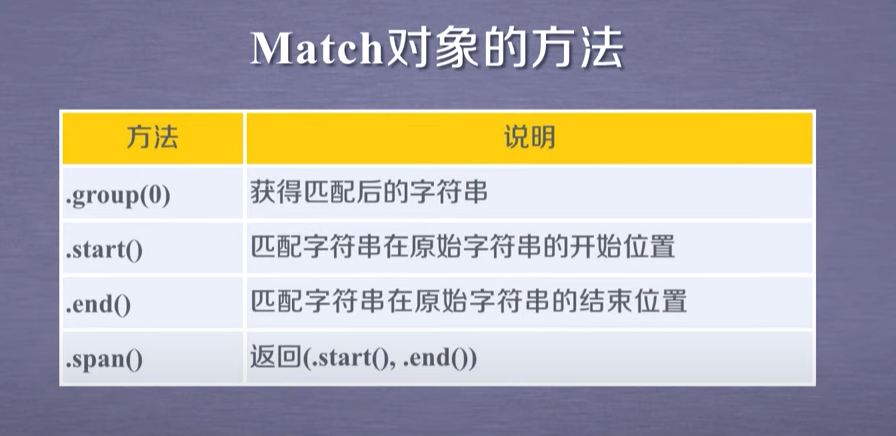 Match对象的方法
方法 说明
.group(0) 获得匹配后的字符串
.start() 匹配字符串在原始字符串的开始位置
.end() 匹配字符串在原始字符串的结束位置
.span() 返回(.start(), .end())